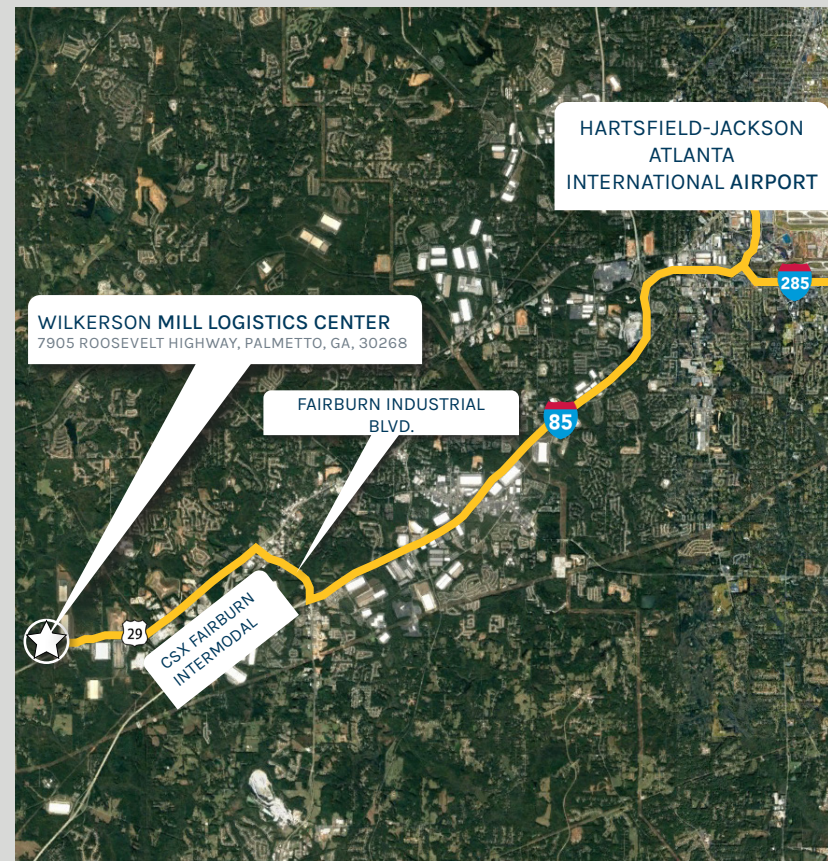 HARTSFIELD-JACKSON
ATLANTA
INTERNATIONAL AIRPORT
285
WILKERSON MILL LOGISTICS CENTER
7905 ROOSEVELT HIGHWAY, PALMETTO, GA, 30268
FAIRBURN INDUSTRIAL
BLVD.
85
29
CSX FAIRBURN
INTERMODAL